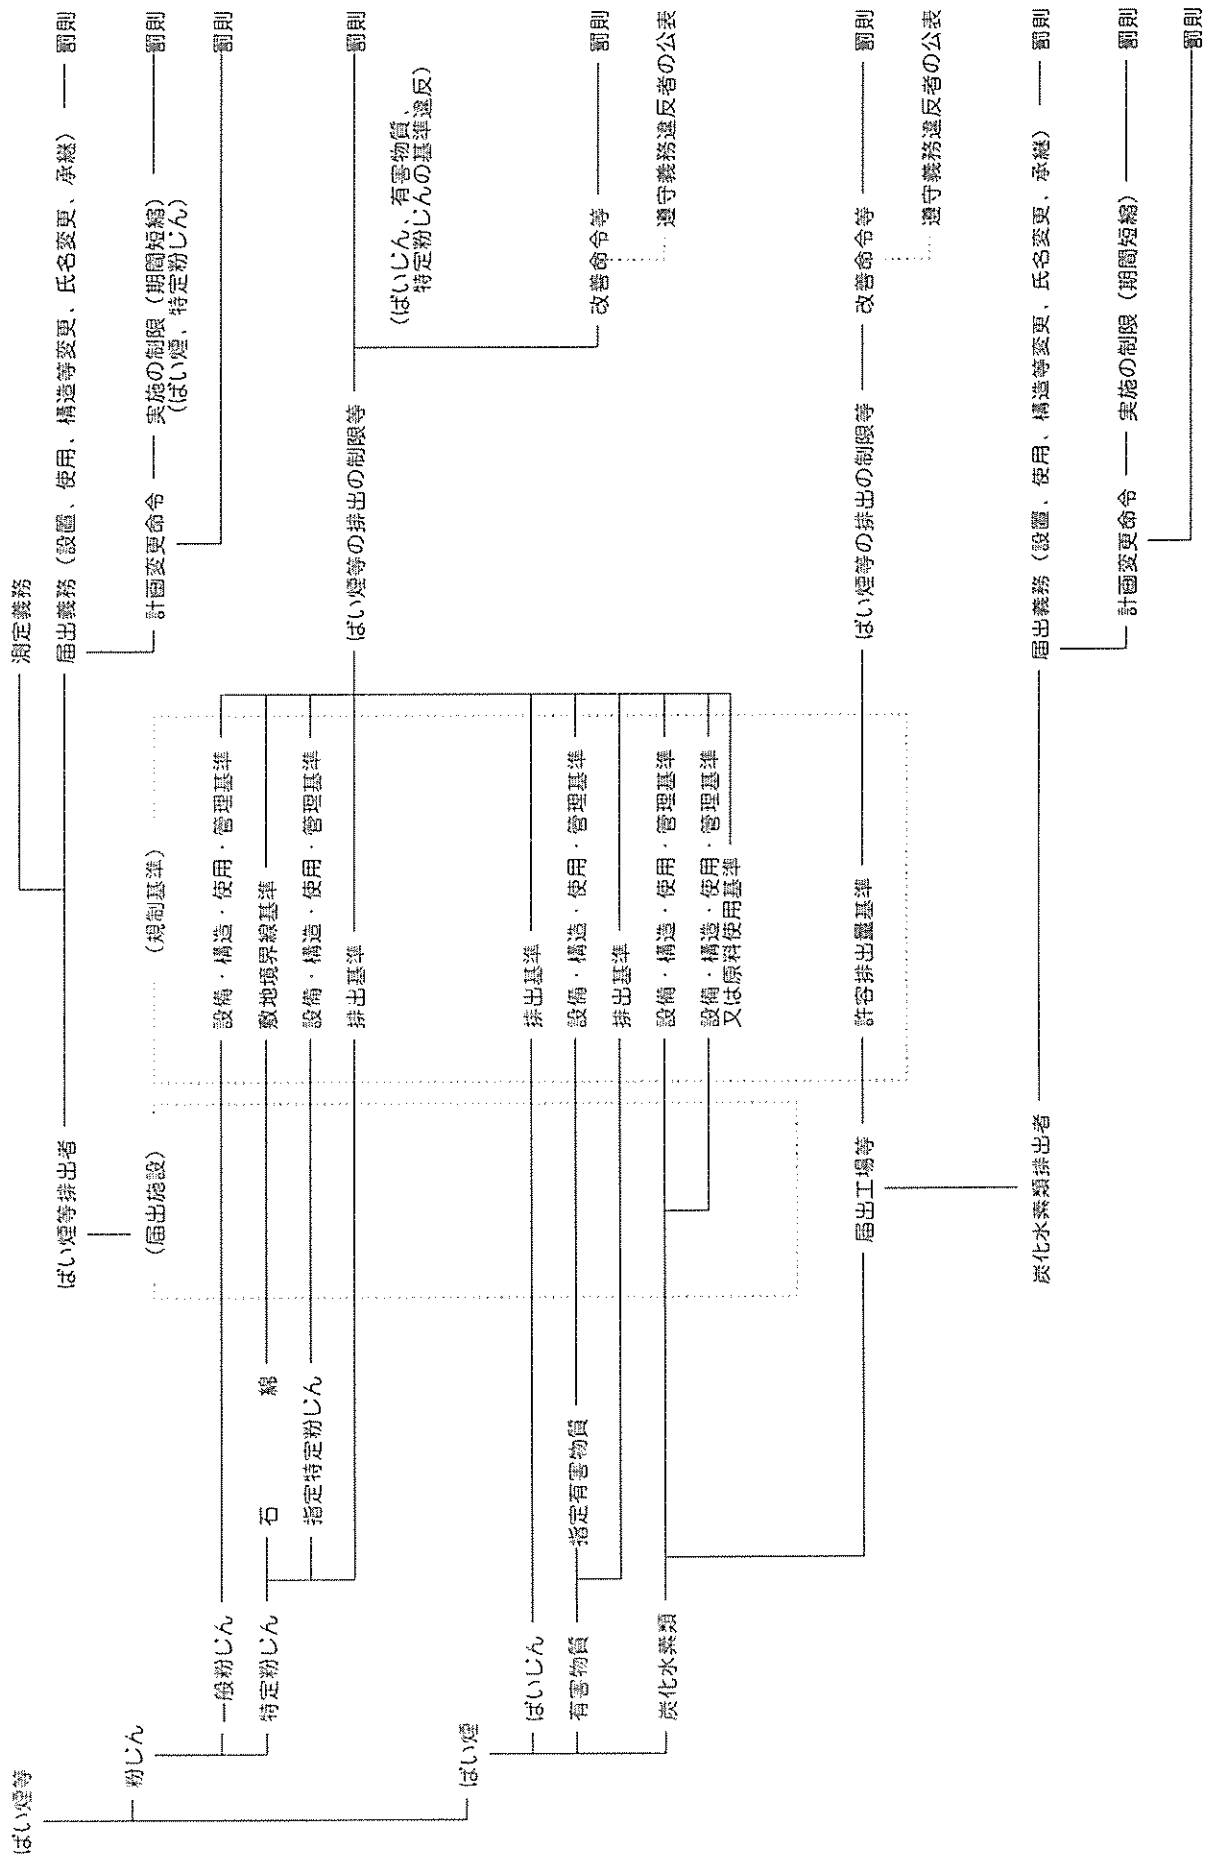 ばい煙等
粉じん
一般粉じん
特定粉じん
石　　綿
指定特定粉じん
ばい煙
ばいじん
有害物質
指定有害物質
炭化水素類
ばい煙等排出者
(届出施設)
届出工場等
炭化水素類排出者
(規制基準)
設備・構造・使用・管理基準
敷地境界線基準
設備・構造・使用・管理基準
排出基準
排出基準
設備・構造・使用・管理基準
排出基準
設備・構造・使用・管理基準
設備・構造・使用・管理基準
又は原料使用基準
許容排出量基準
測定義務
届出義務 (設置、使用、構造等変更、氏名変更、承継)
罰則
計画変更命令
実施の制限 (期間短縮)
(ばい煙、特定粉じん)
罰則
罰則
ばい煙等の排出の制限等
罰則
(ばいじん、有害物質、
特定粉じんの基準違反)
改善命令等
罰則
遵守義務違反者の公表
ばい煙等の排出の制限等
改善命令等
罰則
遵守義務違反者の公表
届出義務 (設置、使用、構造等変更、氏名変更、承継)
罰則
計画変更命令
実施の制限 (期間短縮)
罰則
罰則